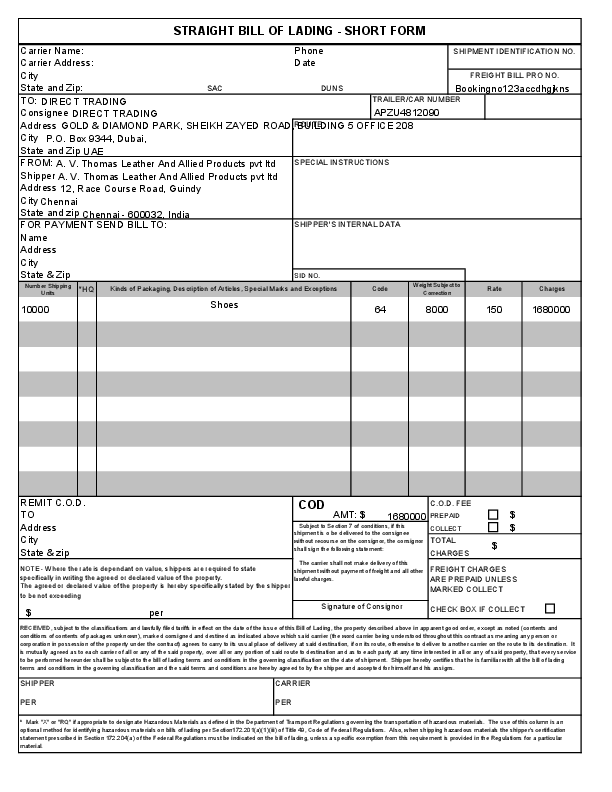 STRAIGHT BILL OF LADING - SHORT FORM
Carrier Name:
Phone
SHIPMENT IDENTIFICATION NO.
Carrier Address:
Date
City
FREIGHT BILL PRO NO.
State and Zip:
SAC
DUNS
Bookingno123accdhgjkns
TO: DIRECT TRADING
TRAILER/CAR NUMBER
Consignee DIRECT TRADING
APZU4812090
Address GOLD & DIAMOND PARK, SHEIKH ZAYED ROAD, BUILDING 5 OFFICE 208
City P.O. Box 9344, Dubai,
State and Zip UAE
FROM: A. V. Thomas Leather And Allied Products pvt ltd
SPECIAL INSTRUCTIONS
Shipper A. V. Thomas Leather And Allied Products pvt ltd
Address 12, Race Course Road, Guindy
City Chennai
State and zip Chennai - 600032, India
FOR PAYMENT SEND BILL TO:
SHIPPER'S INTERNAL DATA
Name
Address
City
State & Zip
SID NO.
Number Shipping Units
*HQ
Kinds of Packaging, Description of Articles, Special Marks and Exceptions
Code
Weight Subject to Correction
Rate
Charges
10000
Shoes
64
8000
150
1680000
REMIT C.O.D.
TO
Address
City
State & zip
COD
AMT: $ 1680000
C.O.D. FEE
PREPAID $
COLLECT $
Subject to Section 7 of conditions, if this
shipment is o be delivered to the consignee
without recourse on the consignor, the consignor
shall sign the following statement:
TOTAL
CHARGES
$
NOTE - Where the rate is dependant on value, shippers are required to state
specifically in writing the agreed or declared value of the property.
The agreed or declared value of the property is hereby specifically stated by the shipper
to be not exceeding
$ per
The carrier shall not make delivery of this
shipment without payment of freight and all other
lawful charges.
Signature of Consignor
FREIGHT CHARGES
ARE PREPAID UNLESS
MARKED COLLECT
CHECK BOX IF COLLECT
RECEIVED, subject to the classifications and lawfully filed tariffs in effect on the date of the issue of this Bill of Lading, the property described above in apparent good order, except as noted (contents and
conditions of contents of packages unknown), marked consigned and destined as indicated above which said carrier (the word carrier being understood throughout this contract as meaning any person or
corporation in possession of the property under the contract) agrees to carry to its usual place of delivery at said destination, if on its route, otherwise to deliver to another carrier on the route to its destination. It
is mutually agreed as to each carrier of all or any of the said property, over all or any portion of said route to destination and as to each party at any time interested in all or any of said property, that every service
to be performed hereunder shall be subject to the bill of lading terms and conditions in the governing classification on the date of shipment. Shipper hereby certifies that he is familiar with all the bill of lading
terms and conditions in the governing classification and the said terms and conditions are hereby agreed to by the shipper and accepted for himself and his assigns.
SHIPPER
CARRIER
PER
PER
* Mark "X" or "RQ" if appropriate to designate Hazardous Materials as defined in the Department of Transport Regulations governing the transportation of hazardous materials. The use of this column is an
optional method for identifying hazardous materials on bills of lading per Section172.201(a)(1)(iii) of Title 49, Code of Federal Regulations. Also, when shipping hazardous materials the shipper's certification
statement prescribed in Section 172.204(a) of the Federal Regulations must be indicated on the bill of lading, unless a specific exemption from this requirement is provided in the Regulations for a particular
material.